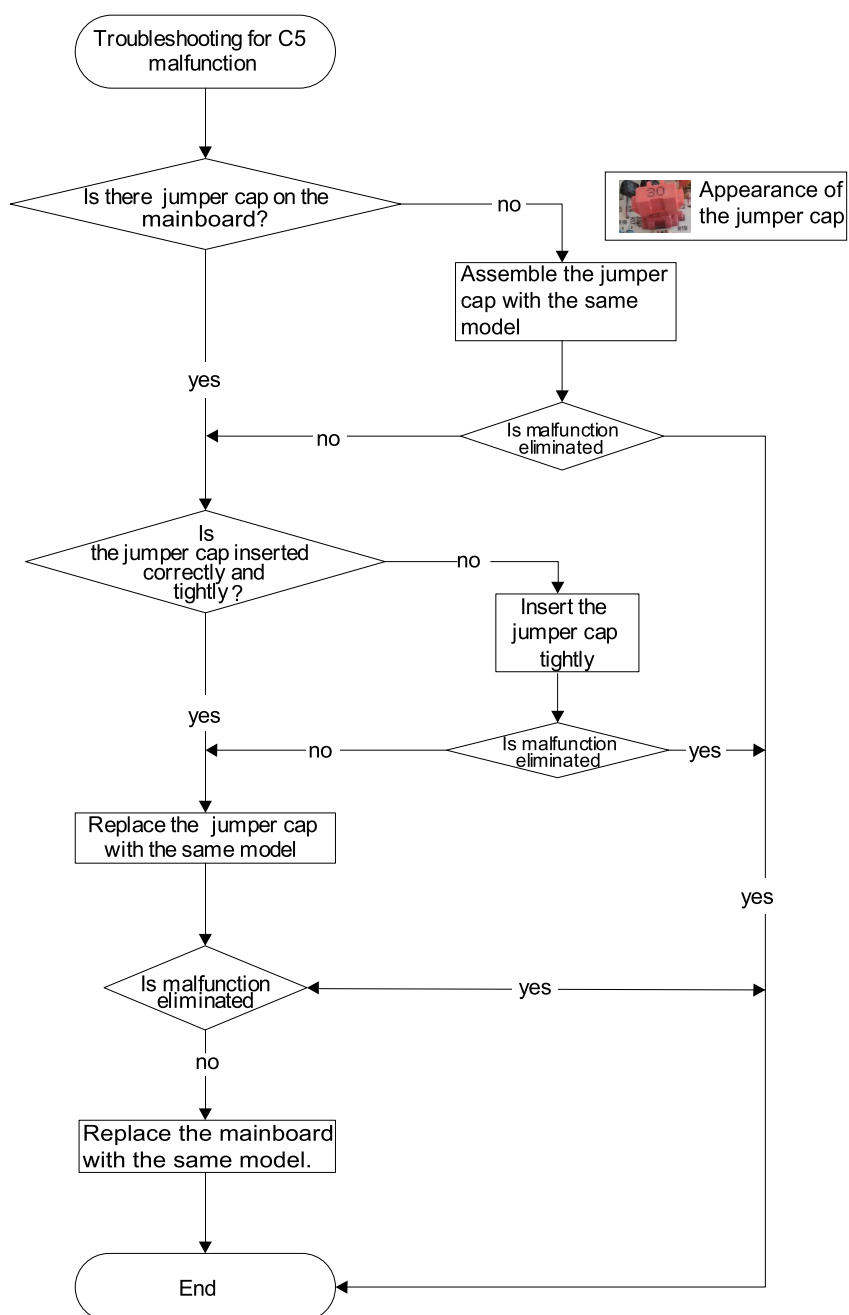 Troubleshooting for C5
malfunction
Is there jumper cap on the
mainboard?
no
30
Appearance of
the jumper cap
Assemble the jumper
cap with the same
model
yes
Is malfunction
eliminated
no
Is
the jumper cap inserted
correctly and
tightly?
no
Insert the
jumper cap
tightly
yes
Is malfunction
eliminated
no
yes
Replace the jumper cap
with the same model
yes
Is malfunction
eliminated
yes
no
Replace the mainboard
with the same model.
End